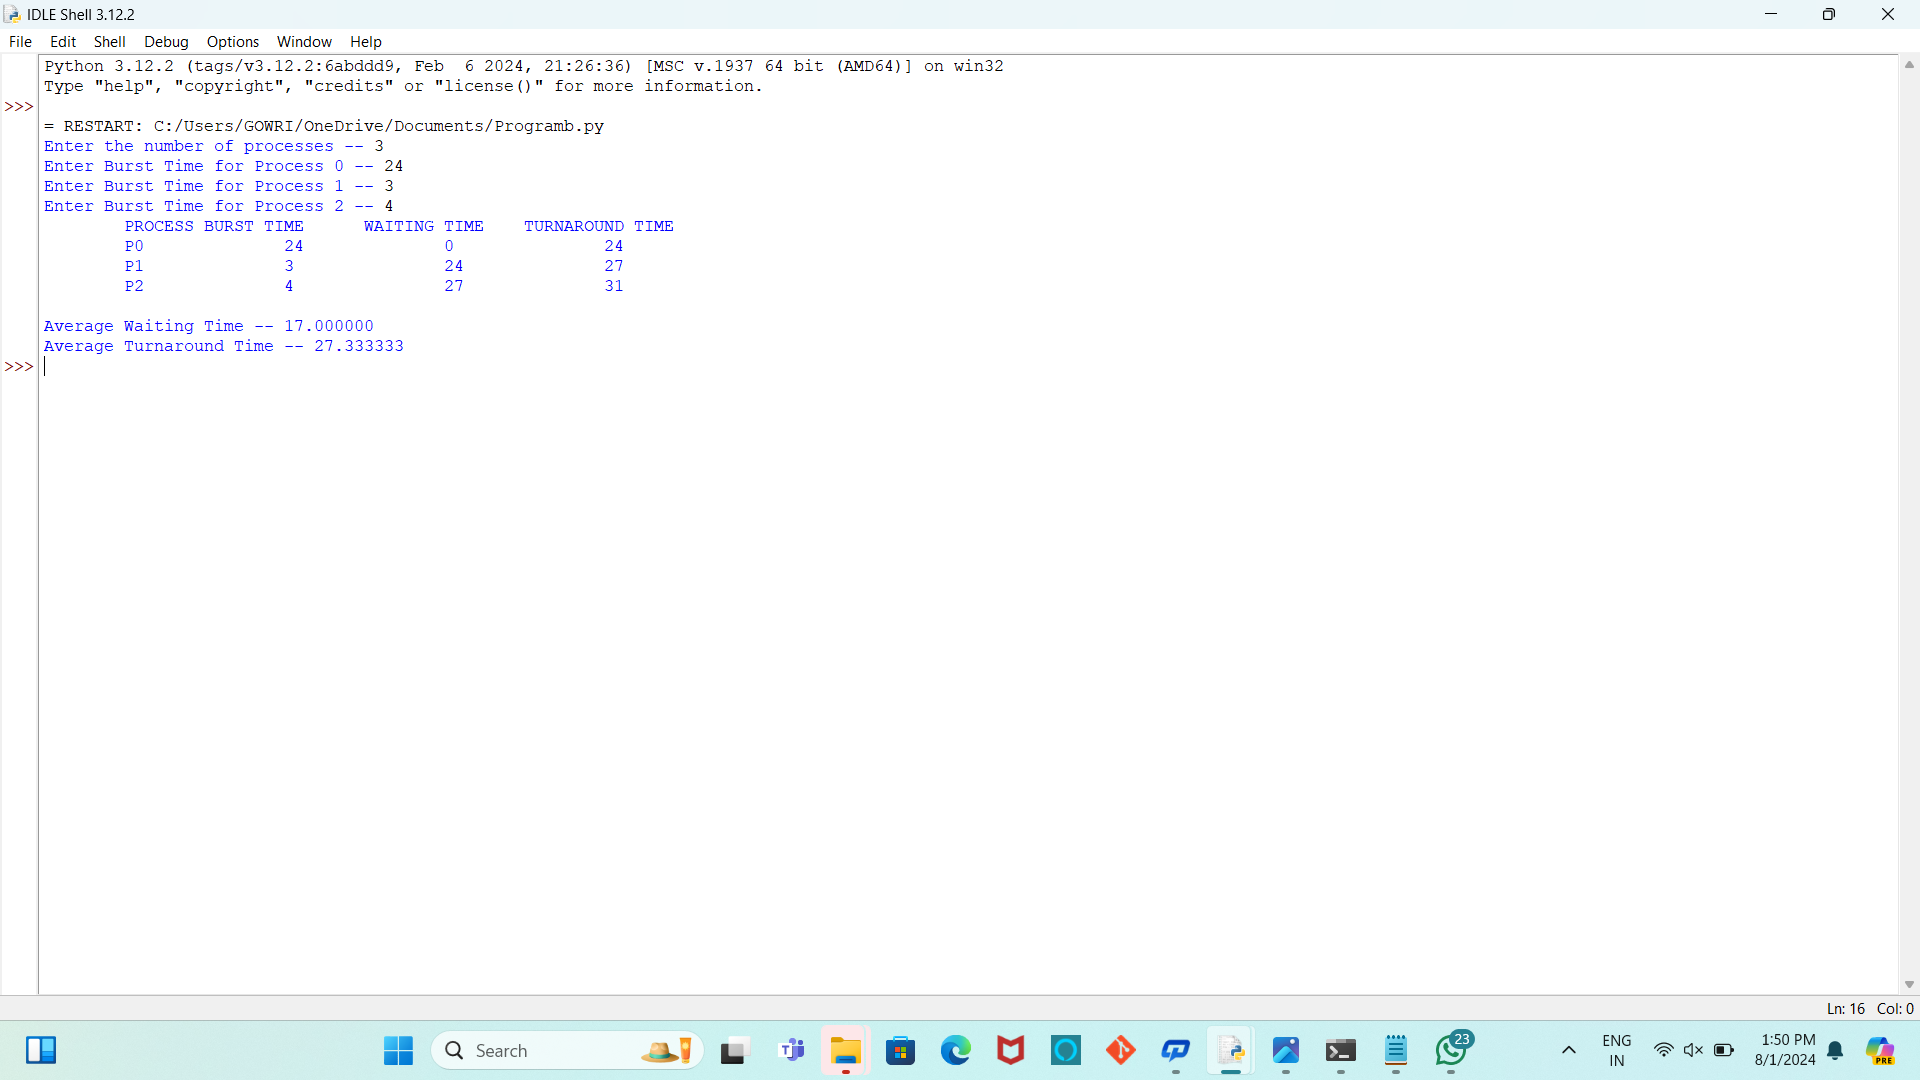 IDLE Shell 3.12.2
File Edit Shell Debug Options Window Help
Python 3.12.2 (tags/v3.12.2:6abddd9, Feb  6 2024, 21:26:36) [MSC v.1937 64 bit (AMD64)] on win32
Type "help", "copyright", "credits" or "license()" for more information.
>>>
= RESTART: C:/Users/GOWRI/OneDrive/Documents/Programb.py
Enter the number of processes -- 3
Enter Burst Time for Process 0 -- 24
Enter Burst Time for Process 1 -- 3
Enter Burst Time for Process 2 -- 4
PROCESS BURST TIME WAITING TIME TURNAROUND TIME
P0 24 0 24
P1 3 24 27
P2 4 27 31
Average Waiting Time -- 17.000000
Average Turnaround Time -- 27.333333
>>>
Ln: 16 Col: 0
Search
23
ENG
IN
1:50 PM
8/1/2024
PRE